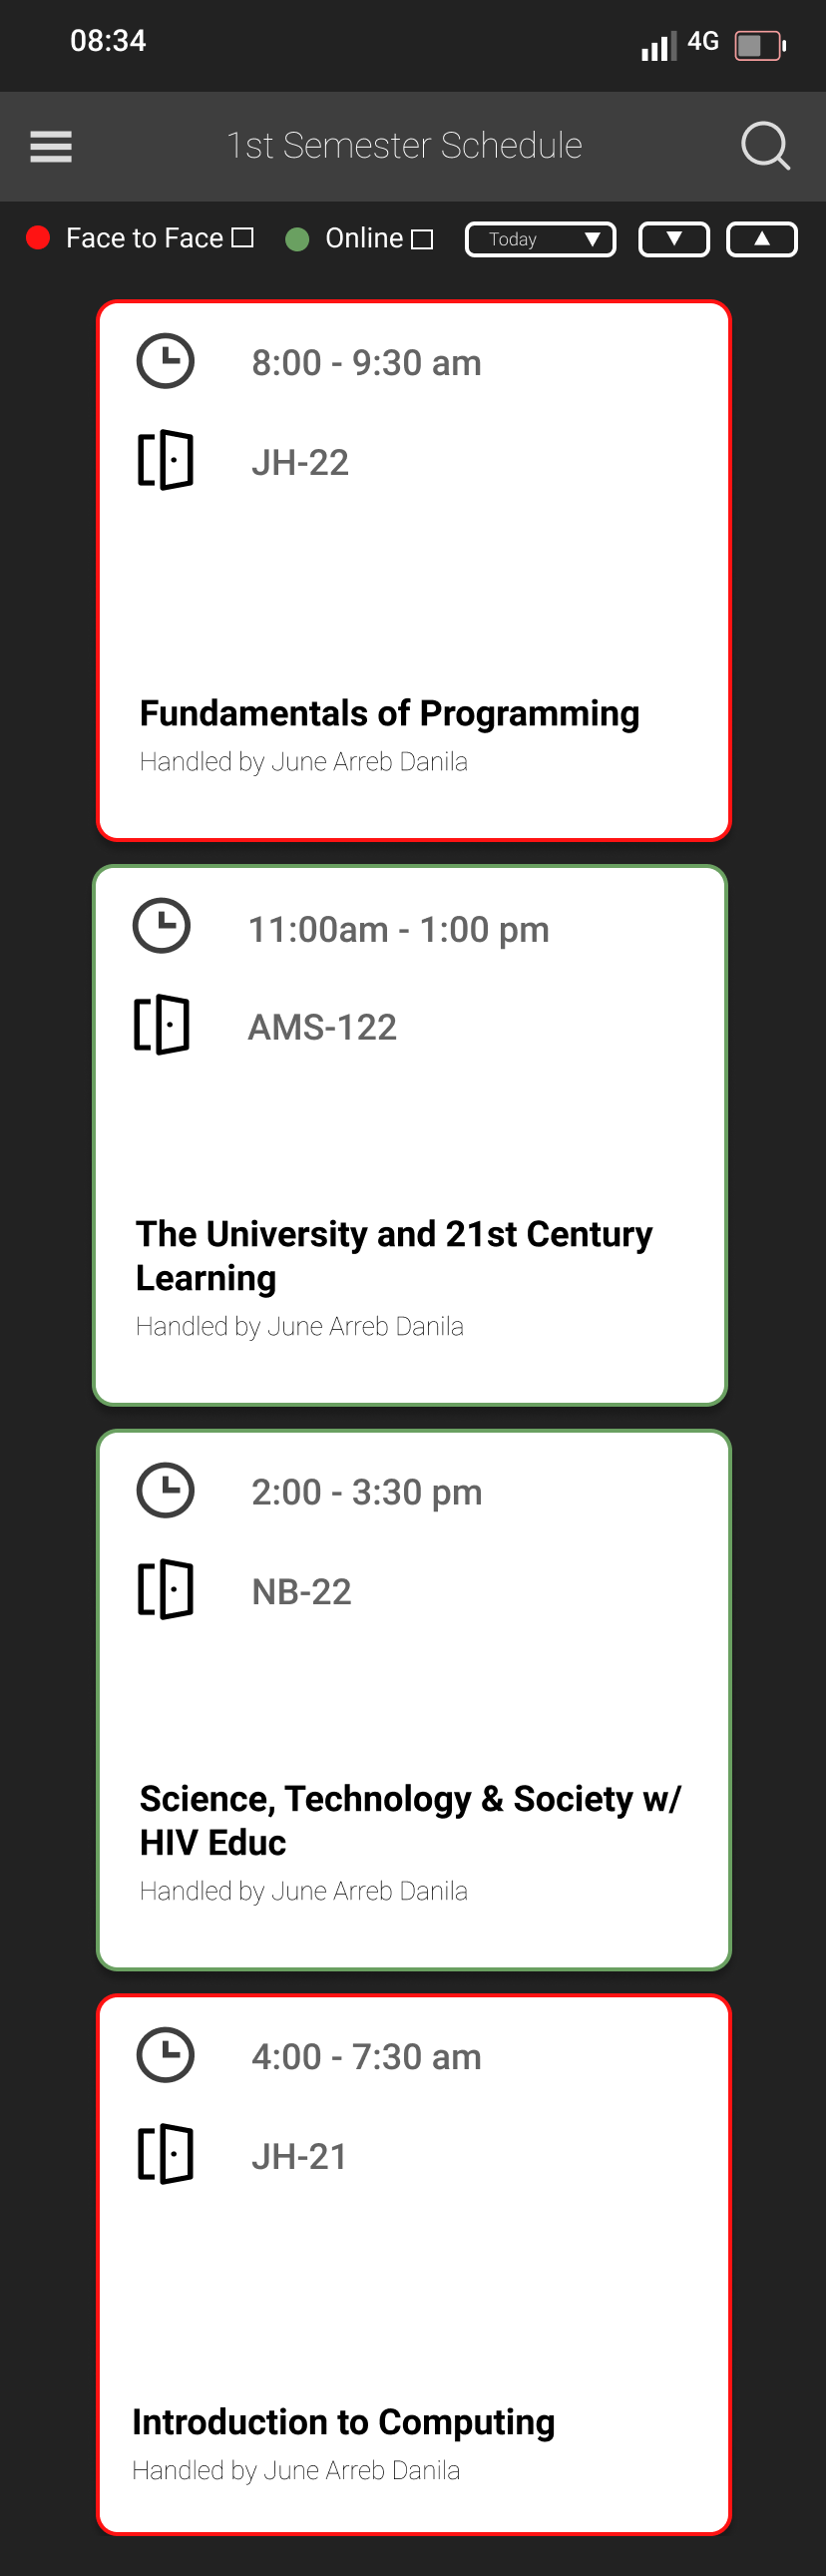 08:34
4G
1st Semester Schedule
Face to Face
Online
Today
8:00 - 9:30 am
JH-22
Fundamentals of Programming
Handled by June Arreb Danila
11:00am - 1:00 pm
AMS-122
The University and 21st Century
Learning
Handled by June Arreb Danila
2:00 - 3:30 pm
NB-22
Science, Technology & Society w/
HIV Educ
Handled by June Arreb Danila
4:00 - 7:30 am
JH-21
Introduction to Computing
Handled by June Arreb Danila